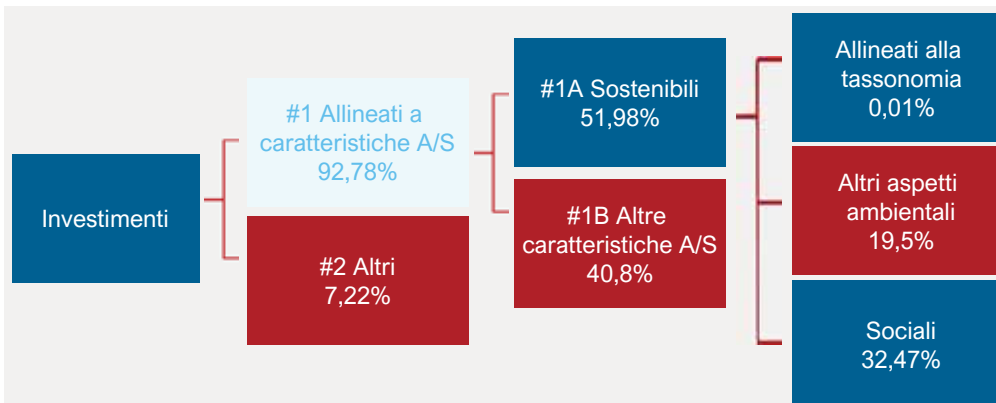 Investimenti
#1 Allineati a
caratteristiche A/S
92,78%
#2 Altri
7,22%
#1A Sostenibili
51,98%
#1B Altre
caratteristiche A/S
40,8%
Allineati alla
tassonomia
0,01%
Altri aspetti
ambientali
19,5%
Sociali
32,47%